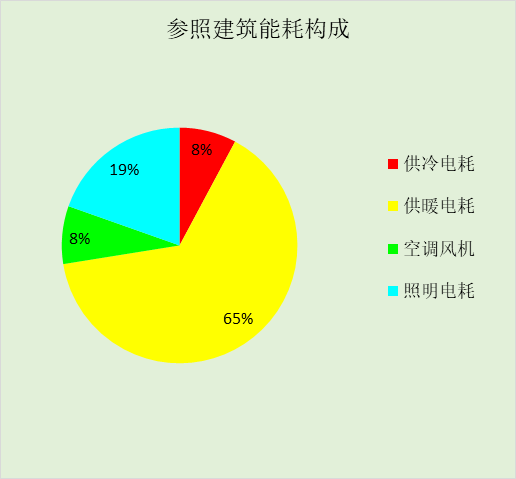 参照建筑能耗构成
8%
19%
8%
65%
供冷电耗
供暖电耗
空调风机
照明电耗